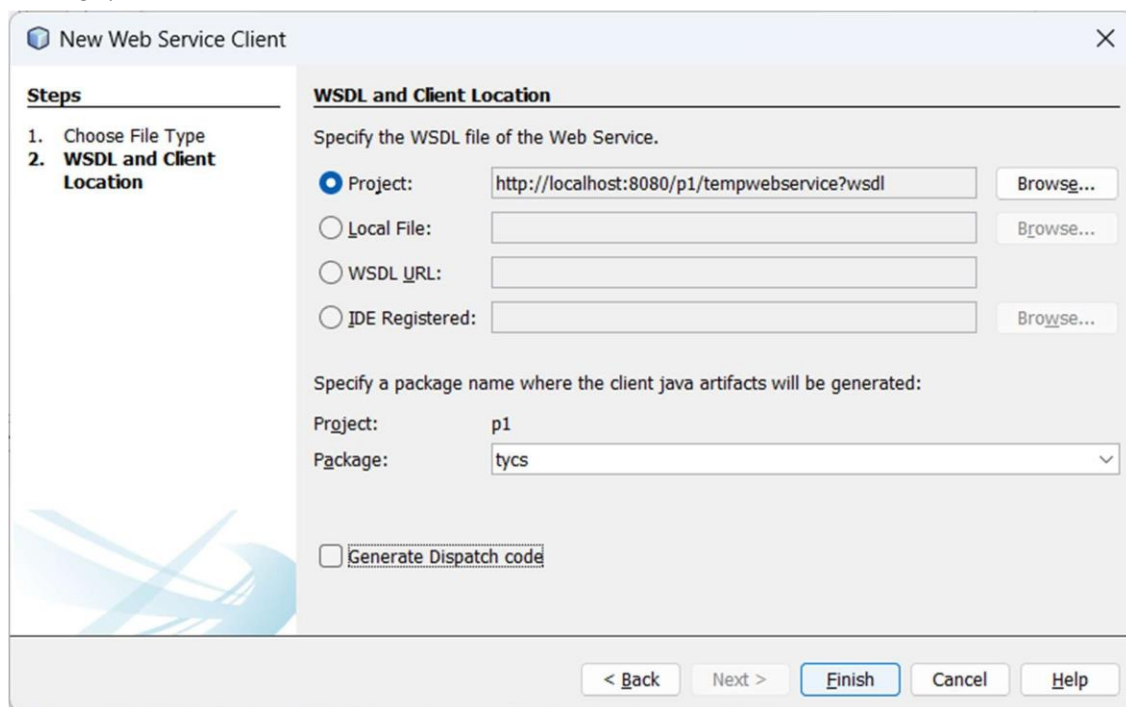 New Web Service Client
Steps
1. Choose File Type
2. WSDL and Client
Location
WSDL and Client Location
Specify the WSDL file of the Web Service.
Project: http://localhost:8080/p1/tempwebservice?wsdl Browse...
Local File: Browse...
WSDL URL:
IDE Registered: Browse...
Specify a package name where the client java artifacts will be generated:
Project: p1
Package: tycs
Generate Dispatch code
< Back Next > Finish Cancel Help